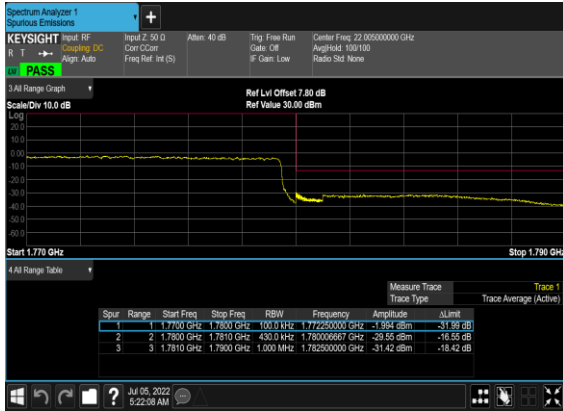 Spectrum Analyzer 1
Spurious Emissions
+
KEYSIGHT
R T
Input: RF
Coupling: DC
Align: Auto
Input Z: 50 Ω
Corr CCorr
Freq Ref: Int (S)
Atten: 40 dB
Trig: Free Run
Gate: Off
IF Gain: Low
Center Freq: 22.005000000 GHz
Avg|Hold: 100/100
Radio Std: None
PASS
3 All Range Graph
Scale/Div 10.0 dB
Ref Lvl Offset 7.80 dB
Ref Value 30.00 dBm
Log
20.0
10.0
0.00
-10.0
-20.0
-30.0
-40.0
-50.0
-60.0
Start 1.770 GHz
Stop 1.790 GHz
4 All Range Table
Measure Trace Trace 1
Trace Type Trace Average (Active)
Spur Range Start Freq Stop Freq RBW Frequency Amplitude ΔLimit
1 1 1.7700 GHz 1.7800 GHz 100.0 kHz 1.772250000 GHz -1.994 dBm -31.99 dB
2 2 1.7800 GHz 1.7810 GHz 430.0 kHz 1.780006667 GHz -29.55 dBm -16.55 dB
3 3 1.7810 GHz 1.7900 GHz 1.000 MHz 1.782500000 GHz -31.42 dBm -18.42 dB
?
Jul 05, 2022
5:22:08 AM